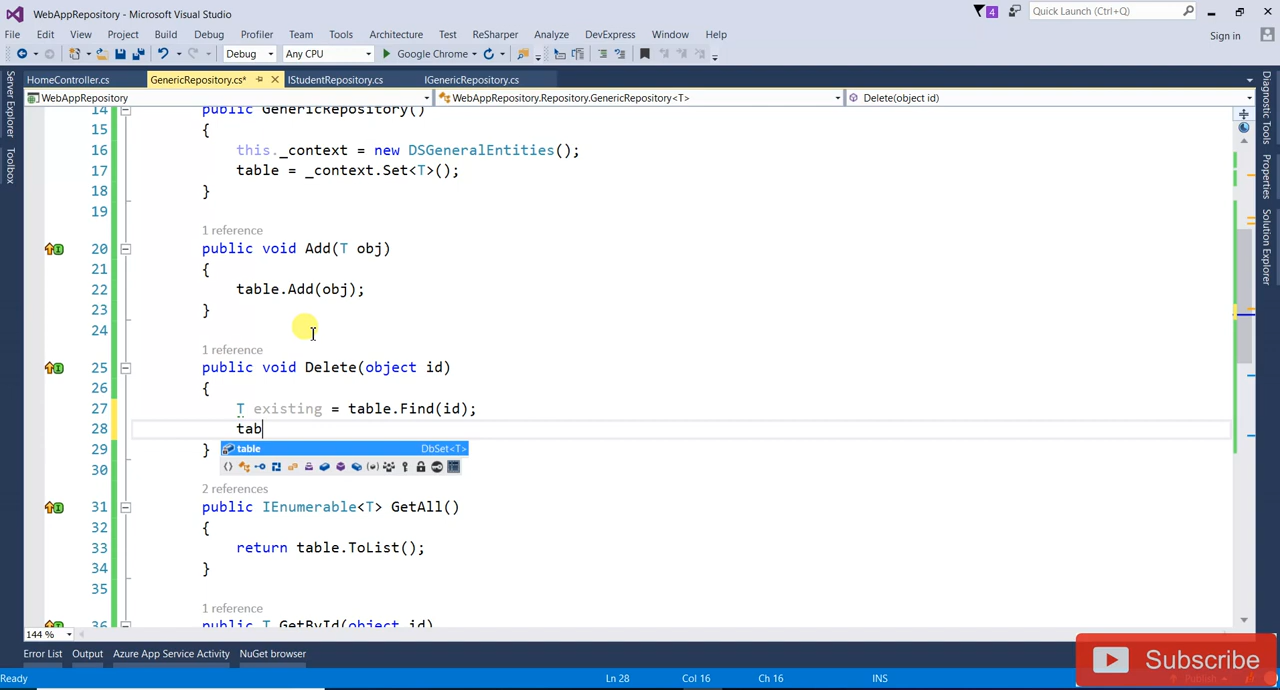 WebAppRepository - Microsoft Visual Studio
4
Quick Launch (Ctrl+Q)
File Edit View Project Build Debug Profiler Team Tools Architecture Test ReSharper Analyze DevExpress Window Help
Sign in
Debug Any CPU Google Chrome
HomeController.cs GenericRepository.cs* IStudentRepository.cs IGenericRepository.cs
WebAppRepository WebAppRepository.Repository.GenericRepository<T> Delete(object id)
Server Explorer
Toolbox
Diagnostic Tools
Properties
Solution Explorer
14 public GenericRepository()
15 {
16 this._context = new DSGeneralEntities();
17 table = _context.Set<T>();
18 }
19
1 reference
20 public void Add(T obj)
21 {
22 table.Add(obj);
23 }
24
1 reference
25 public void Delete(object id)
26 {
27 T existing = table.Find(id);
28 tab
table DbSet<T>
29 }
30
2 references
31 public IEnumerable<T> GetAll()
32 {
33 return table.ToList();
34 }
35
1 reference
36 public T GetById(object id)
144 %
Error List Output Azure App Service Activity NuGet browser
Subscribe
Ready Ln 28 Col 16 Ch 16 INS Publish